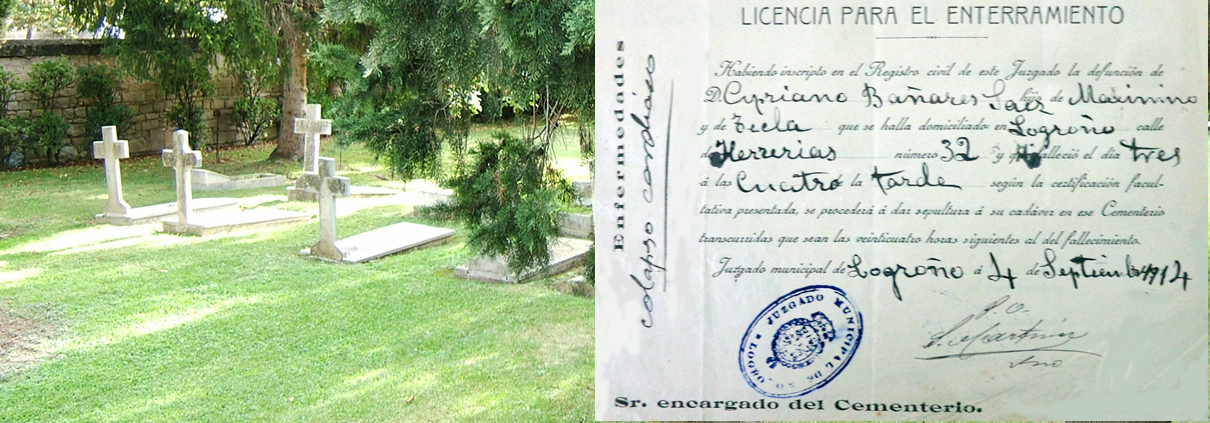 LICENCIA PARA EL ENTERRAMIENTO
Habiendo inscripto en el Registro civil de este Juzgado la defunción de
D. Cypriano Bañares Saez hijo de Maximino
y de Tecla que se halla domiciliado en Logroño calle
de Herrerias número 32 y falleció el día tres
á las Cuatro la tarde según la certificación facul-
tativa presentada, se procederá á dar sepultura á su cadáver en ese Cementerio
transcurridas que sean las veinticuatro horas siguientes al del fallecimiento.
Juzgado municipal de Logroño á 4 de Septiembre 1914
P.O.
JUZGADO MUNICIPAL DE LOGROÑO
Sr. encargado del Cementerio.
Enfermedades
colapso cardiaco